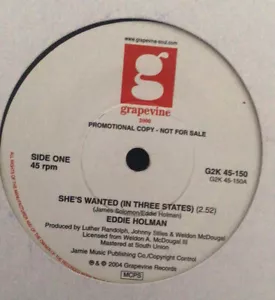 www.grapevine-soul.com
g
grapevine
2000
PROMOTIONAL COPY - NOT FOR SALE
SIDE ONE
45 rpm
G2K 45-150
G2K 45-150A
SHE'S WANTED (IN THREE STATES) (2.52)
(James Solomon/Eddie Holman)
EDDIE HOLMAN
Produced by Luther Randolph, Johnny Stiles & Weldon McDougal
Licensed from Weldon A. McDougal III
Mastered at South Union
Jamie Music Publishing Co./Copyright Control
℗ & © 2004 Grapevine Records
MCPS